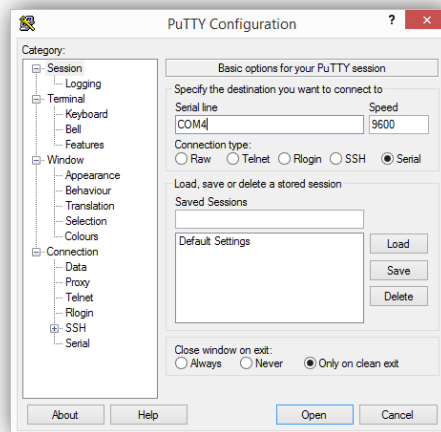 PuTTY Configuration
?
Category:
Session
Logging
Terminal
Keyboard
Bell
Features
Window
Appearance
Behaviour
Translation
Selection
Colours
Connection
Data
Proxy
Telnet
Rlogin
SSH
Serial
Basic options for your PuTTY session
Specify the destination you want to connect to
Serial line Speed
COM4 9600
Connection type:
Raw Telnet Rlogin SSH Serial
Load, save or delete a stored session
Saved Sessions
Default Settings
Load
Save
Delete
Close window on exit:
Always Never Only on clean exit
About Help Open Cancel